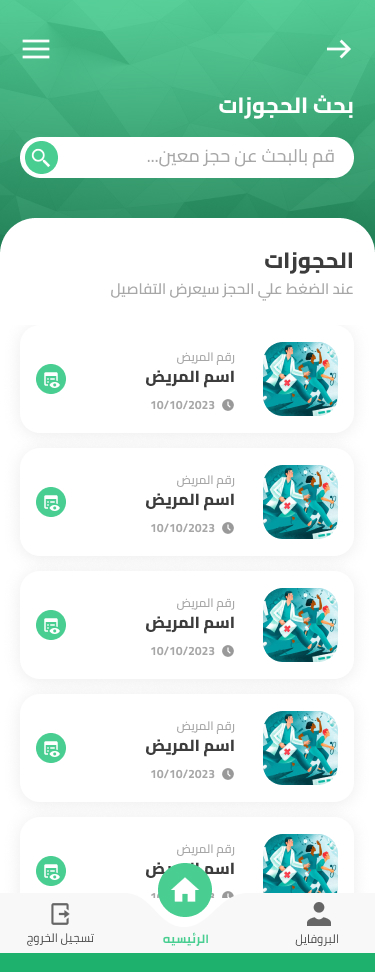 بحث الحجوزات
قم بالبحث عن حجز معين...
الحجوزات
عند الضغط علي الحجز سيعرض التفاصيل
رقم المريض
اسم المريض
10/10/2023
رقم المريض
اسم المريض
10/10/2023
رقم المريض
اسم المريض
10/10/2023
رقم المريض
اسم المريض
10/10/2023
رقم المريض
اسم المريض
البروفايل
الرئيسيه
تسجيل الخروج